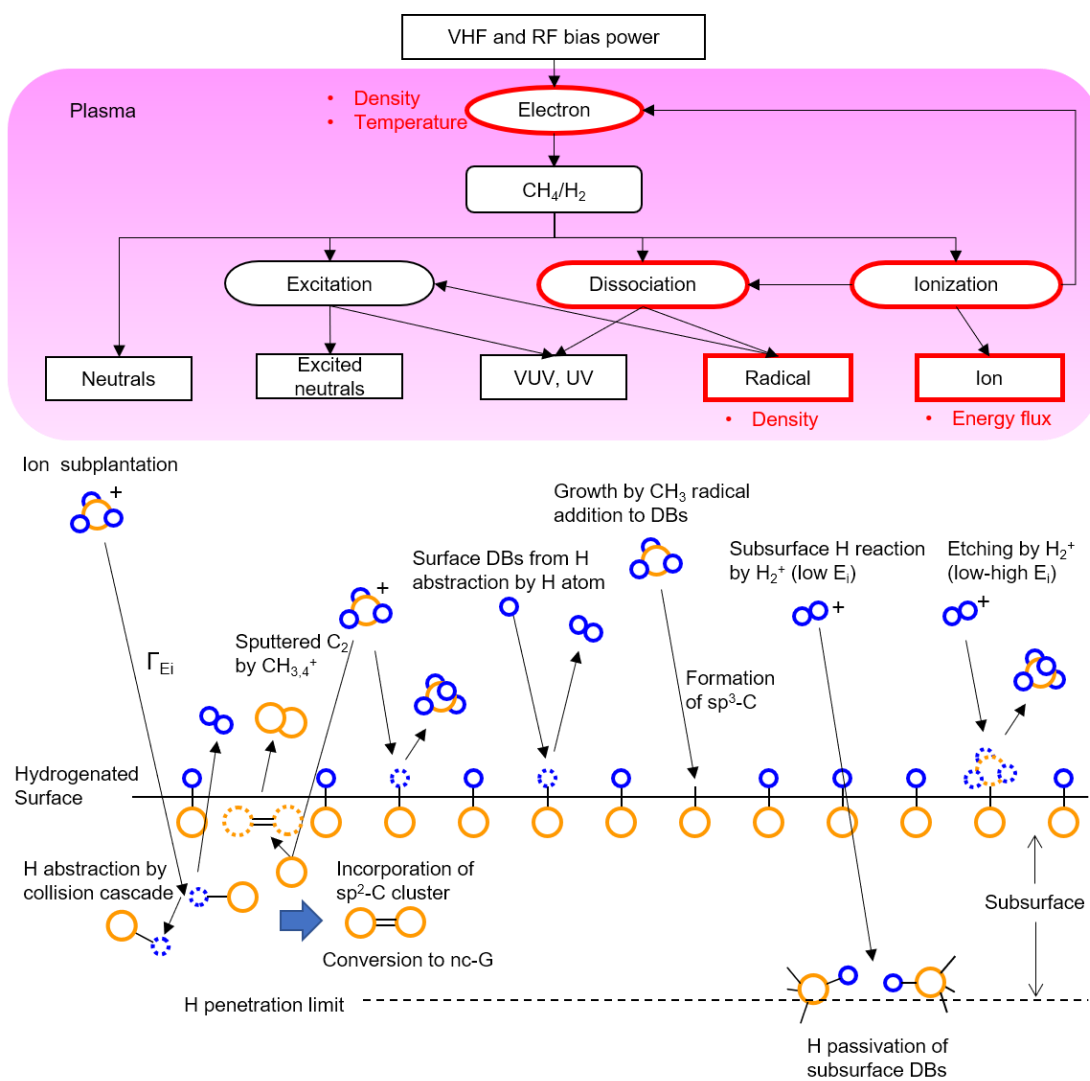 VHF and RF bias power
Plasma
• Density
• Temperature
Electron
CH₄/H₂
Excitation
Dissociation
Ionization
Neutrals
Excited
neutrals
VUV, UV
Radical
Ion
• Density
• Energy flux
Ion subplantation
+
Growth by CH₃ radical
addition to DBs
Surface DBs from H
abstraction by H atom
Subsurface H reaction
by H₂⁺ (low Eᵢ)
Etching by H₂⁺
(low-high Eᵢ)
+
+
+
Sputtered C₂
by CH₃,₄⁺
Γ_Ei
Formation
of sp³-C
Hydrogenated
Surface
H abstraction by
collision cascade
Incorporation of
sp²-C cluster
Conversion to nc-G
Subsurface
H penetration limit
H passivation of
subsurface DBs